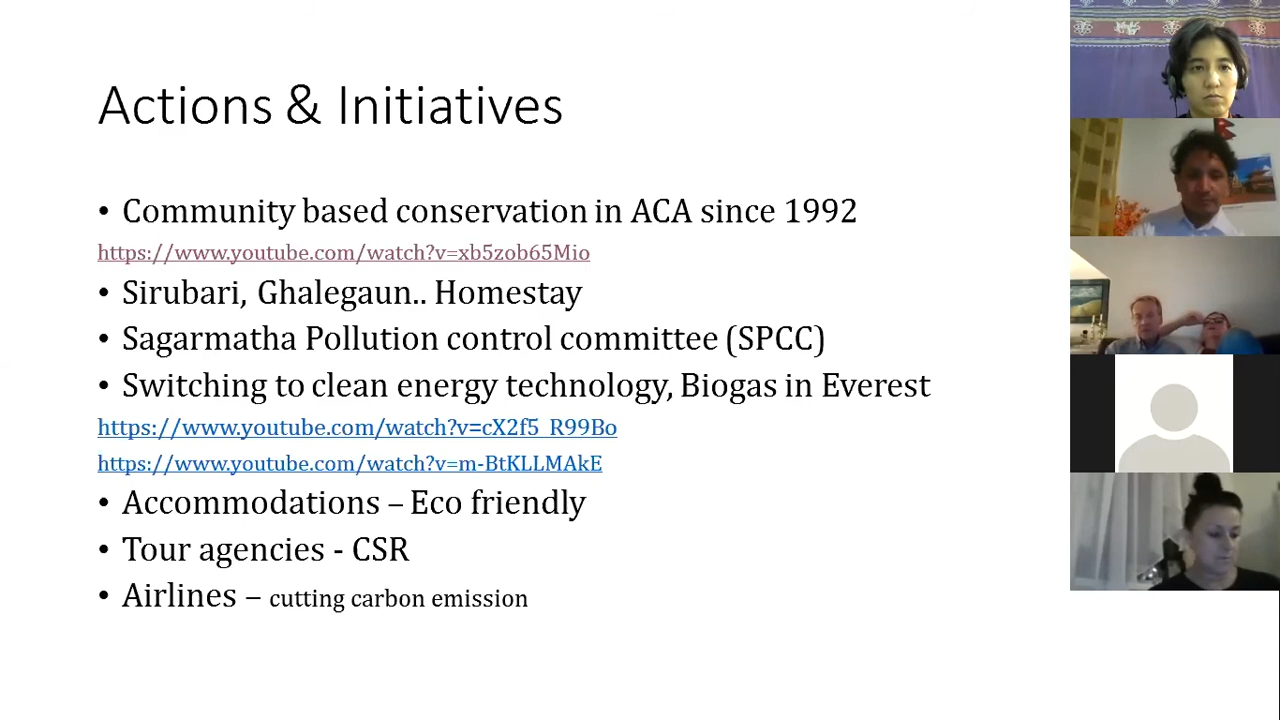 Actions & Initiatives
• Community based conservation in ACA since 1992
https://www.youtube.com/watch?v=xb5zob65Mio
• Sirubari, Ghalegaun.. Homestay
• Sagarmatha Pollution control committee (SPCC)
• Switching to clean energy technology, Biogas in Everest
https://www.youtube.com/watch?v=cX2f5_R99Bo
https://www.youtube.com/watch?v=m-BtKLLMAkE
• Accommodations – Eco friendly
• Tour agencies - CSR
• Airlines – cutting carbon emission